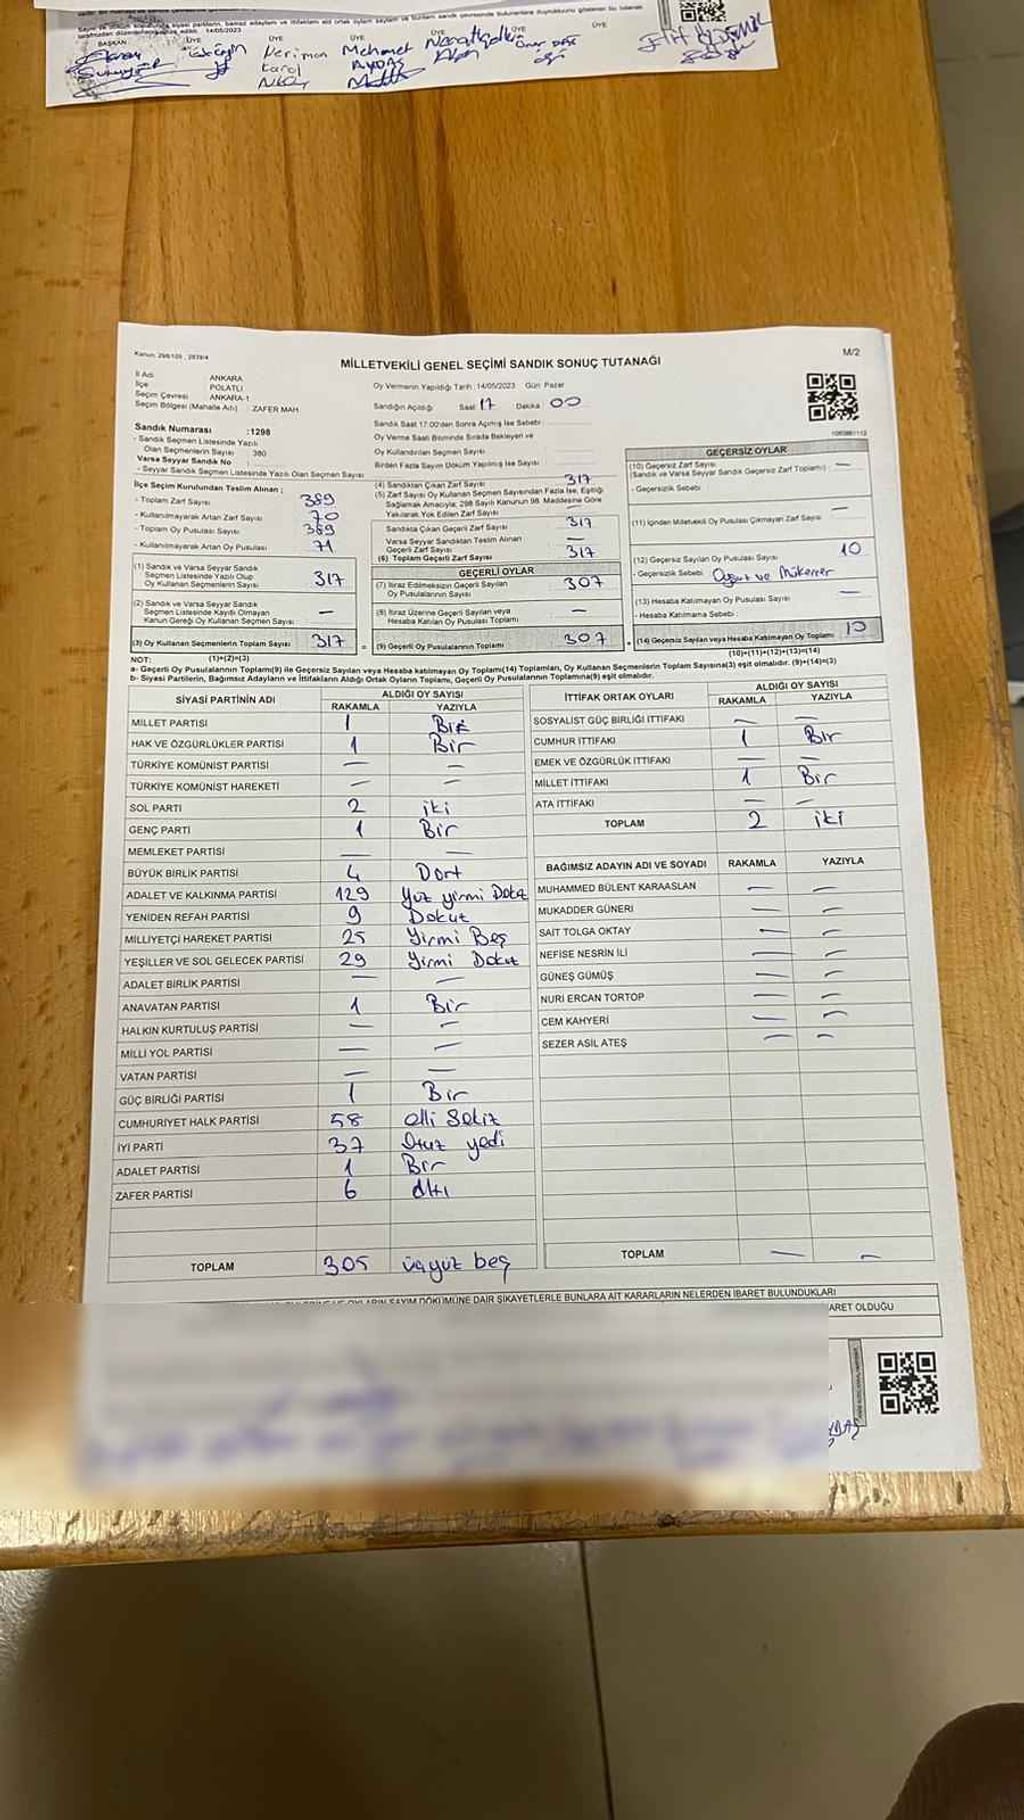 BAŞKAN ÜYE ÜYE ÜYE ÜYE ÜYE
Neriman
Mehmet
Karol
AYDAŞ
Kanun: 298/105 , 2839/4
MİLLETVEKİLİ GENEL SEÇİMİ SANDIK SONUÇ TUTANAĞI
M/2
İl Adı ANKARA
İlçe POLATLI
Seçim Çevresi ANKARA-1
Seçim Bölgesi (Mahalle Adı) : ZAFER MAH.
Oy Vermenin Yapıldığı Tarih : 14/05/2023 Gün: Pazar
Sandığın Açıldığı Saat 17 Dakika 00
Sandık Saat 17.00'den Sonra Açılmış İse Sebebi
Oy Verme Saati Bitiminde Sırada Bekleyen ve
Oy Kullandırılan Seçmen Sayısı
Birden Fazla Sayım Döküm Yapılmış İse Sayısı
Sandık Numarası :1298
- Sandık Seçmen Listesinde Yazılı
Olan Seçmenlerin Sayısı 380
Varsa Seyyar Sandık No
- Seyyar Sandık Seçmen Listesinde Yazılı Olan Seçmen Sayısı
İlçe Seçim Kurulundan Teslim Alınan ;
- Toplam Zarf Sayısı 389
- Kullanılmayarak Artan Zarf Sayısı 70
- Toplam Oy Pusulası Sayısı 389
- Kullanılmayarak Artan Oy Pusulası 71
(1) Sandık ve Varsa Seyyar Sandık
Seçmen Listesinde Yazılı Olup
Oy Kullanan Seçmenlerin Sayısı 317
(2) Sandık ve Varsa Seyyar Sandık
Seçmen Listesinde Kayıtlı Olmayan
Kanun Gereği Oy Kullanan Seçmen Sayısı —
(3) Oy Kullanan Seçmenlerin Toplam Sayısı 317
(1)+(2)=(3)
(4) Sandıktan Çıkan Zarf Sayısı 317
(5) Zarf Sayısı Oy Kullanan Seçmen Sayısından Fazla İse, Eşitliği
Sağlamak Amacıyla; 298 Sayılı Kanunun 98. Maddesine Göre
Yakılarak Yok Edilen Zarf Sayısı —
Sandıkta Çıkan Geçerli Zarf Sayısı 317
Varsa Seyyar Sandıktan Teslim Alınan
Geçerli Zarf Sayısı —
(6) Toplam Geçerli Zarf Sayısı 317
GEÇERLİ OYLAR
(7) İtiraz Edilmeksizin Geçerli Sayılan
Oy Pusulalarının Sayısı 307
(8) İtiraz Üzerine Geçerli Sayılan veya
Hesaba Katılan Oy Pusulası Toplamı —
= (9) Geçerli Oy Pusulalarının Toplamı 307
GEÇERSİZ OYLAR
(10) Geçersiz Zarf Sayısı
(Sandık ve Varsa Seyyar Sandık Geçersiz Zarf Toplamı) —
- Geçersizlik Sebebi
(11) İçinden Milletvekili Oy Pusulası Çıkmayan Zarf Sayısı —
(12) Geçersiz Sayılan Oy Pusulası Sayısı 10
- Geçersizlik Sebebi ve Mükerrer
(13) Hesaba Katılmayan Oy Pusulası Sayısı —
- Hesaba Katılmama Sebebi :
+ (14) Geçersiz Sayılan veya Hesaba Katılmayan Oy Toplamı 10
(10)+(11)+(12)+(13)=(14)
NOT:
a- Geçerli Oy Pusulalarının Toplamı(9) ile Geçersiz Sayılan veya Hesaba katılmayan Oy Toplamı(14) Toplamları, Oy Kullanan Seçmenlerin Toplam Sayısına(3) eşit olmalıdır. (9)+(14)=(3)
b- Siyasi Partilerin, Bağımsız Adayların ve İttifakların Aldığı Ortak Oyların Toplamı, Geçerli Oy Pusulalarının Toplamına(9) eşit olmalıdır.
SİYASİ PARTİNİN ADI ALDIĞI OY SAYISI
RAKAMLA YAZIYLA
MİLLET PARTİSİ 1 Bir
HAK VE ÖZGÜRLÜKLER PARTİSİ 1 Bir
TÜRKİYE KOMÜNİST PARTİSİ — —
TÜRKİYE KOMÜNİST HAREKETİ — —
SOL PARTİ 2 iki
GENÇ PARTİ 1 Bir
MEMLEKET PARTİSİ — —
BÜYÜK BİRLİK PARTİSİ 4 Dört
ADALET VE KALKINMA PARTİSİ 129 Yüz yirmi Dokuz
YENİDEN REFAH PARTİSİ 9 Dokuz
MİLLİYETÇİ HAREKET PARTİSİ 25 Yirmi Beş
YEŞİLLER VE SOL GELECEK PARTİSİ 29 Yirmi Dokuz
ADALET BİRLİK PARTİSİ — —
ANAVATAN PARTİSİ 1 Bir
HALKIN KURTULUŞ PARTİSİ — —
MİLLİ YOL PARTİSİ — —
VATAN PARTİSİ — —
GÜÇ BİRLİĞİ PARTİSİ 1 Bir
CUMHURİYET HALK PARTİSİ 58 elli Sekiz
İYİ PARTİ 37 Otuz yedi
ADALET PARTİSİ 1 Bir
ZAFER PARTİSİ 6 altı
TOPLAM 305 üçyüz beş
İTTİFAK ORTAK OYLARI ALDIĞI OY SAYISI
RAKAMLA YAZIYLA
SOSYALİST GÜÇ BİRLİĞİ İTTİFAKI — —
CUMHUR İTTİFAKI 1 Bir
EMEK VE ÖZGÜRLÜK İTTİFAKI — —
MİLLET İTTİFAKI 1 Bir
ATA İTTİFAKI — —
TOPLAM 2 iki
BAĞIMSIZ ADAYIN ADI VE SOYADI RAKAMLA YAZIYLA
MUHAMMED BÜLENT KARAASLAN — —
MUKADDER GÜNERİ — —
SAİT TOLGA OKTAY — —
NEFİSE NESRİN İLİ — —
GÜNEŞ GÜMÜŞ — —
NURİ ERCAN TORTOP — —
CEM KAHYERİ — —
SEZER ASİL ATEŞ — —
TOPLAM — —
SAYIM DÖKÜMÜNE DAİR ŞİKAYETLERLE BUNLARA AİT KARARLARIN NELERDEN İBARET BULUNDUKLARI
ARET OLDUĞU